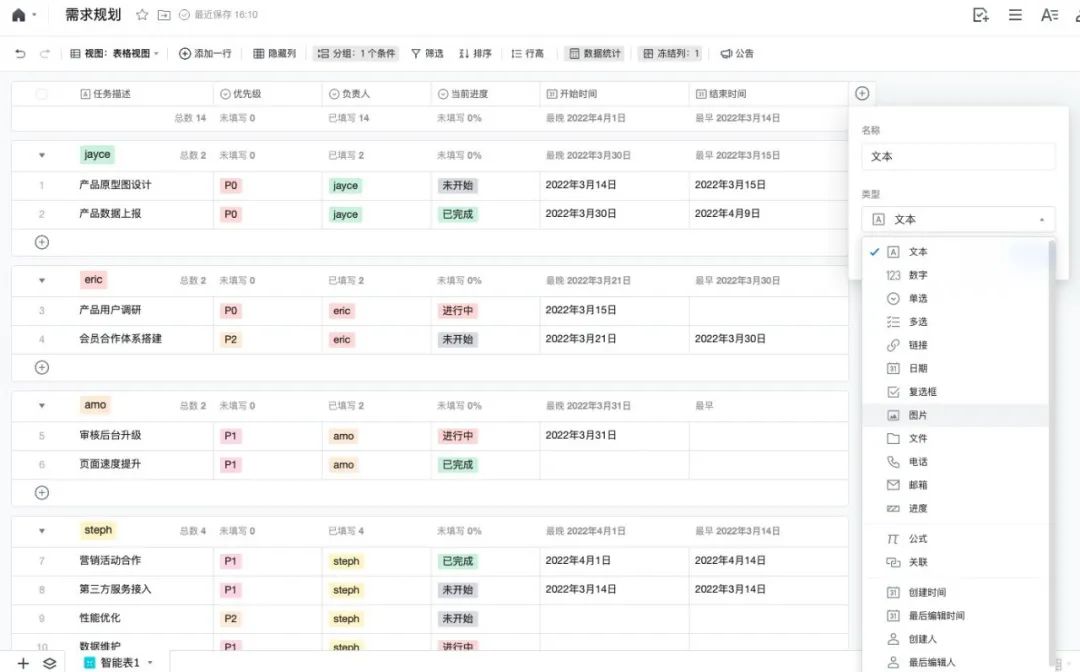 需求规划 最近保存 16:10
视图：表格视图 添加一行 隐藏列 分组：1 个条件 筛选 排序 行高 数据统计 冻结列：1 公告
任务描述 优先级 负责人 当前进度 开始时间 结束时间
总数 14 未填写 0 已填写 14 未填写 0% 最晚 2022年4月1日 最早 2022年3月14日
jayce 总数 2 未填写 0 已填写 2 未填写 0% 最晚 2022年3月30日 最早 2022年3月15日
1 产品原型图设计 P0 jayce 未开始 2022年3月14日 2022年3月15日
2 产品数据上报 P0 jayce 已完成 2022年3月30日 2022年4月9日
eric 总数 2 未填写 0 已填写 2 未填写 0% 最晚 2022年3月21日 最早 2022年3月30日
3 产品用户调研 P0 eric 进行中 2022年3月15日
4 会员合作体系搭建 P2 eric 未开始 2022年3月21日 2022年3月30日
amo 总数 2 未填写 0 已填写 2 未填写 0% 最晚 2022年3月31日 最早
5 审核后台升级 P1 amo 进行中 2022年3月31日
6 页面速度提升 P1 amo 已完成
steph 总数 4 未填写 0 已填写 4 未填写 0% 最晚 2022年4月1日 最早 2022年3月14日
7 营销活动合作 P1 steph 已完成 2022年4月1日 2022年4月14日
8 第三方服务接入 P1 steph 未开始 2022年3月14日 2022年3月14日
9 性能优化 P2 steph 未开始
10 数据维护 P1 steph 进行中
智能表1
名称
文本
类型
文本
文本
数字
单选
多选
链接
日期
复选框
图片
文件
电话
邮箱
进度
公式
关联
创建时间
最后编辑时间
创建人
最后编辑人